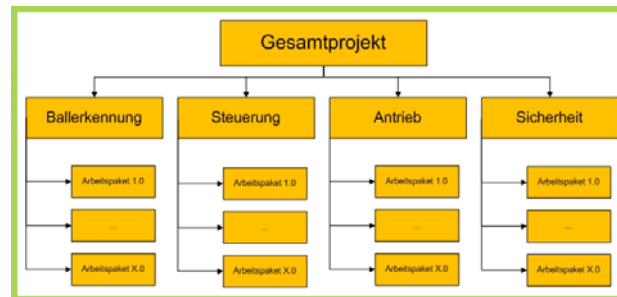 Gesamtprojekt
Ballerkennung
Steuerung
Antrieb
Sicherheit
Arbeitspaket 1.0
Arbeitspaket 1.0
Arbeitspaket 1.0
Arbeitspaket 1.0
...
...
...
...
Arbeitspaket X.0
Arbeitspaket X.0
Arbeitspaket X.0
Arbeitspaket X.0